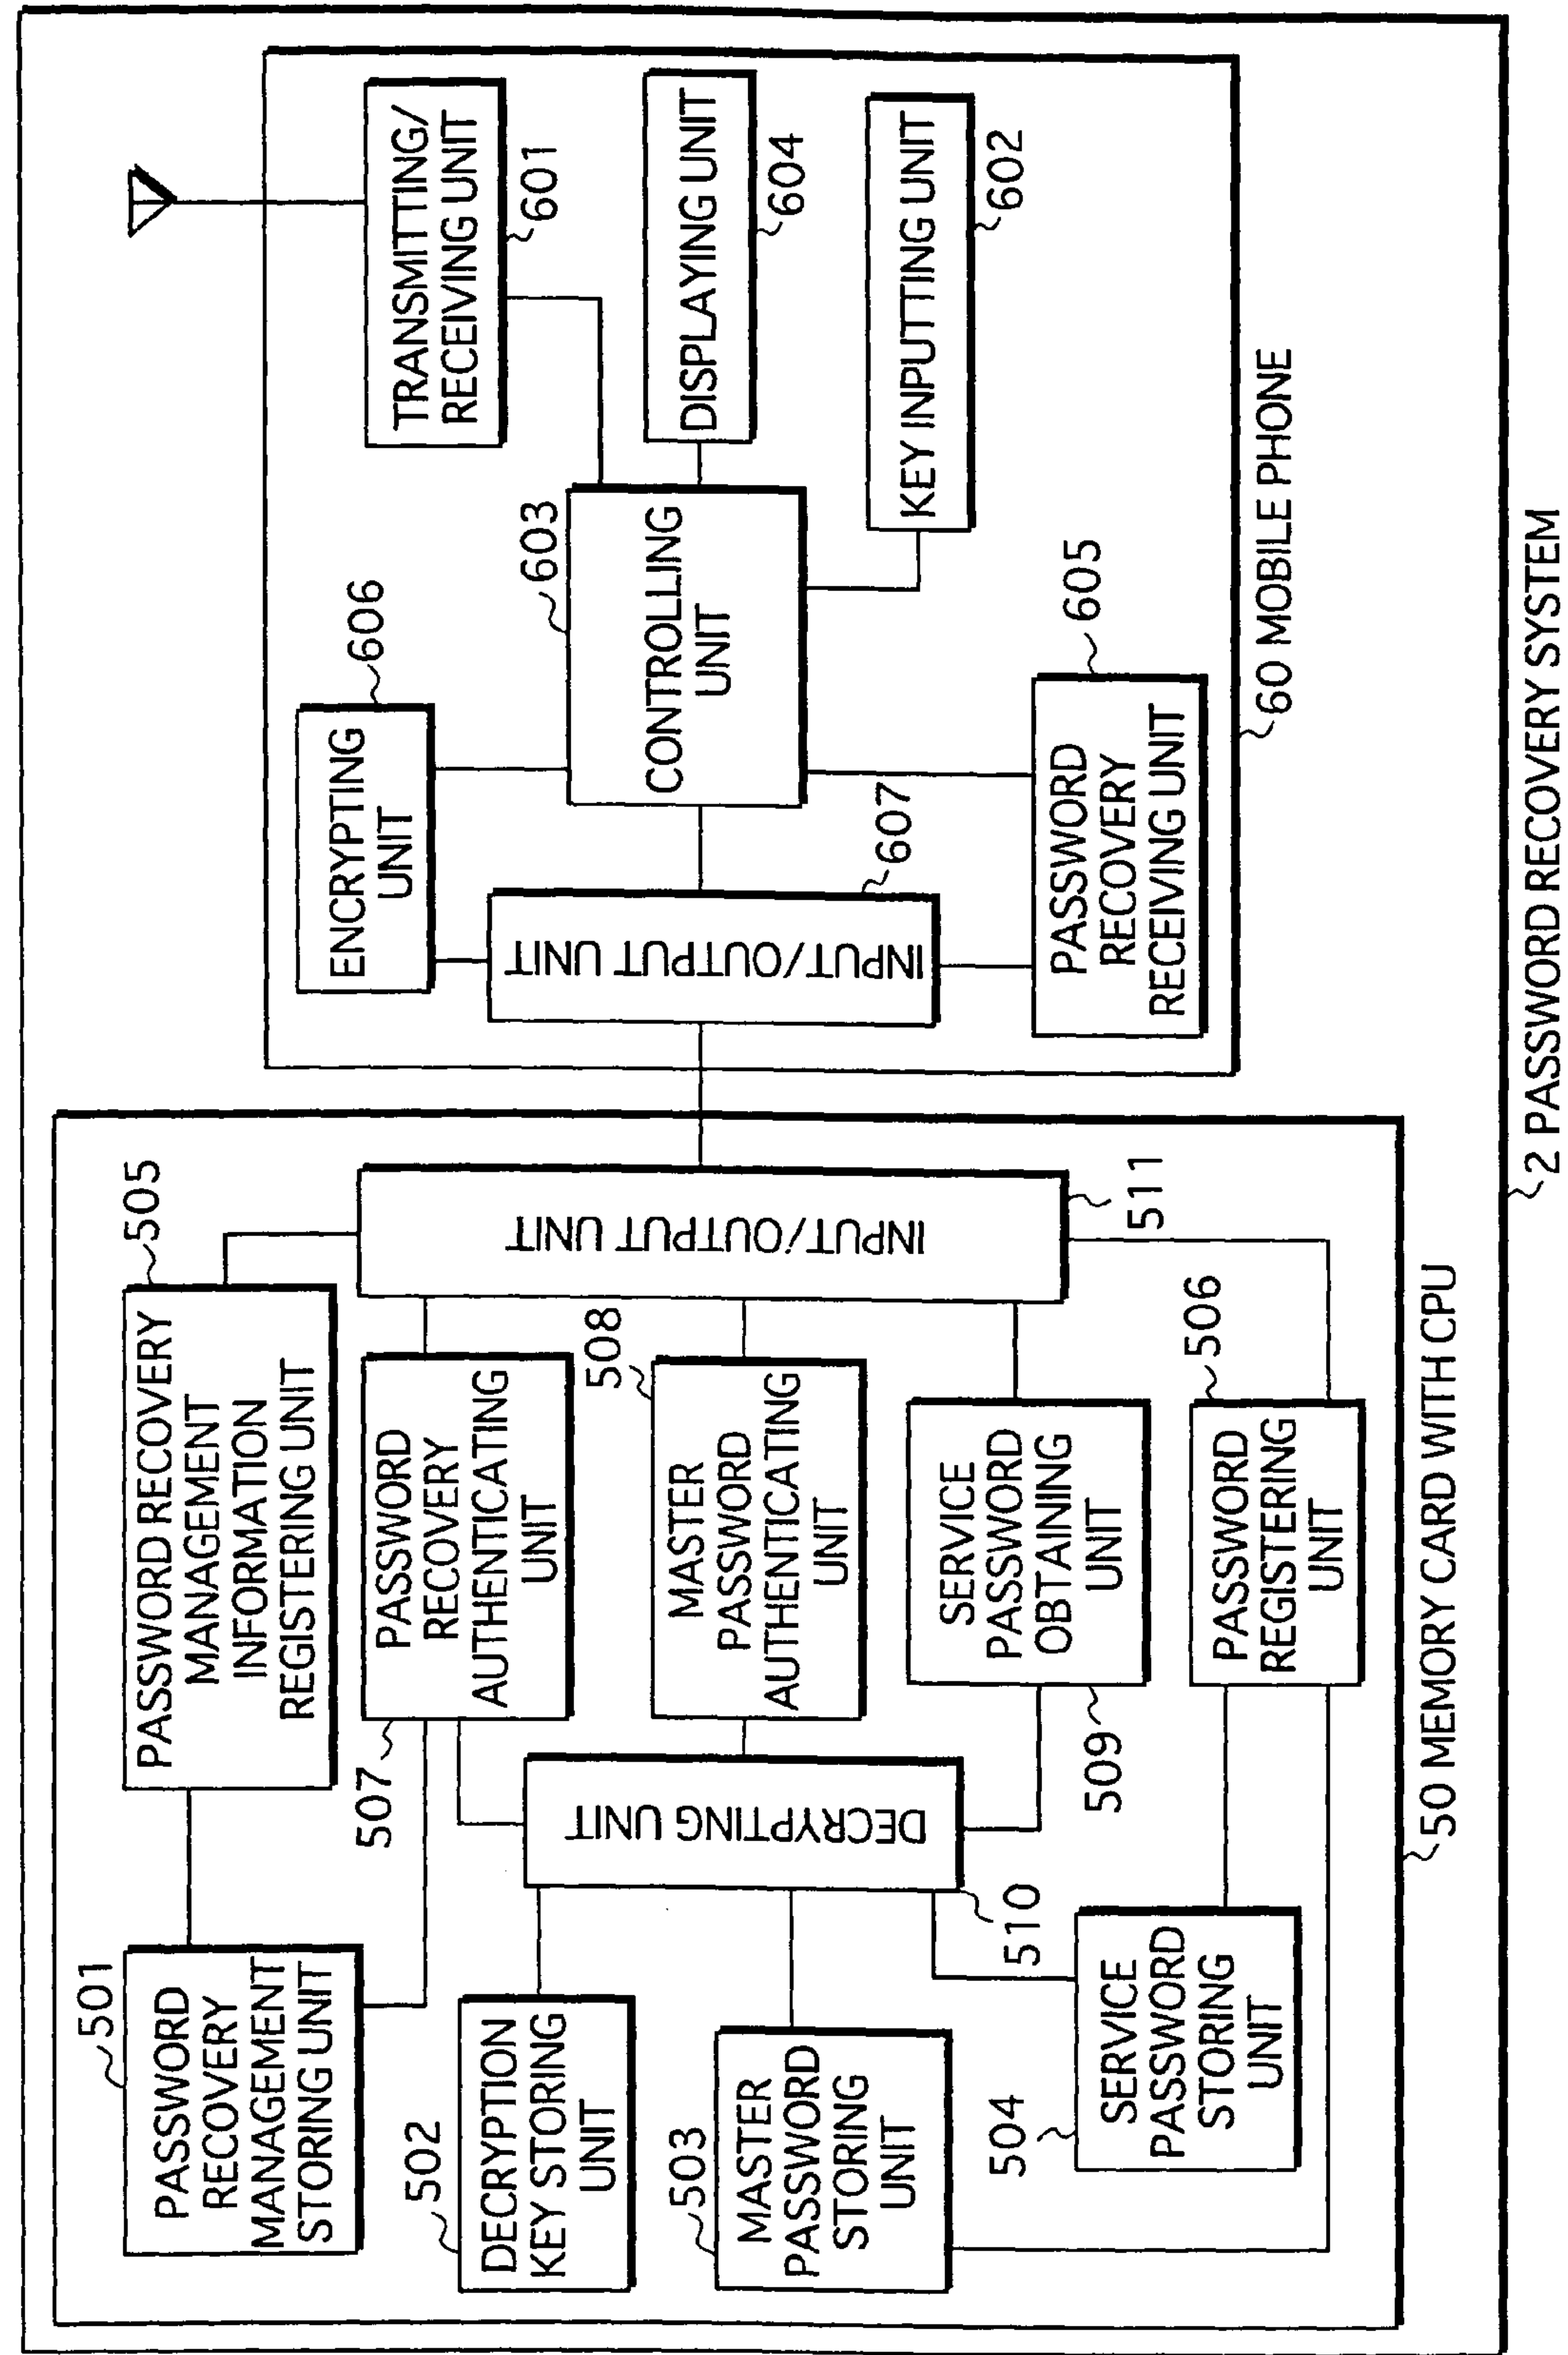 501
PASSWORD
RECOVERY
MANAGEMENT
STORING UNIT
502
DECRYPTION
KEY STORING
UNIT
503
MASTER
PASSWORD
STORING
UNIT
504
SERVICE
PASSWORD
STORING
UNIT
505
PASSWORD RECOVERY
MANAGEMENT
INFORMATION
REGISTERING UNIT
507
PASSWORD
RECOVERY
AUTHENTICATING
UNIT
508
MASTER
PASSWORD
AUTHENTICATING
UNIT
509
SERVICE
PASSWORD
OBTAINING
UNIT
506
PASSWORD
REGISTERING
UNIT
DECRYPTING UNIT
510
INPUT/OUTPUT UNIT
511
50 MEMORY CARD WITH CPU
606
ENCRYPTING
UNIT
INPUT/OUTPUT UNIT
607
603
CONTROLLING
UNIT
605
PASSWORD
RECOVERY
RECEIVING UNIT
TRANSMITTING/
RECEIVING UNIT
601
DISPLAYING UNIT
604
KEY INPUTTING UNIT
602
60 MOBILE PHONE
2 PASSWORD RECOVERY SYSTEM